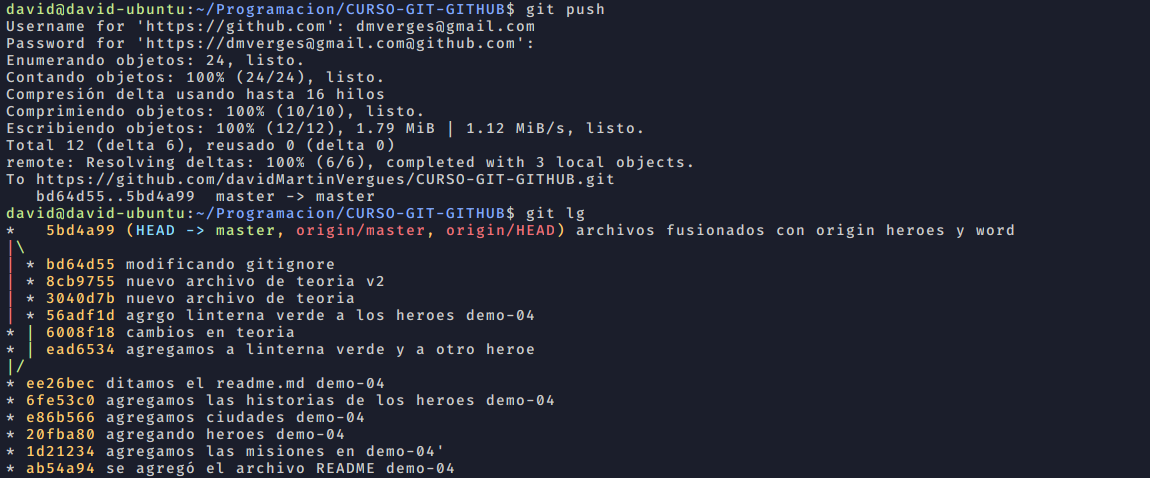 david@david-ubuntu:~/Programacion/CURSO-GIT-GITHUB$ git push
Username for 'https://github.com': dmverges@gmail.com
Password for 'https://dmverges@gmail.com@github.com':
Enumerando objetos: 24, listo.
Contando objetos: 100% (24/24), listo.
Compresión delta usando hasta 16 hilos
Comprimiendo objetos: 100% (10/10), listo.
Escribiendo objetos: 100% (12/12), 1.79 MiB | 1.12 MiB/s, listo.
Total 12 (delta 6), reusado 0 (delta 0)
remote: Resolving deltas: 100% (6/6), completed with 3 local objects.
To https://github.com/davidMartinVergues/CURSO-GIT-GITHUB.git
   bd64d55..5bd4a99  master -> master
david@david-ubuntu:~/Programacion/CURSO-GIT-GITHUB$ git lg
*   5bd4a99 (HEAD -> master, origin/master, origin/HEAD) archivos fusionados con origin heroes y word
|\
| * bd64d55 modificando gitignore
| * 8cb9755 nuevo archivo de teoria v2
| * 3040d7b nuevo archivo de teoria
| * 56adf1d agrgo linterna verde a los heroes demo-04
* | 6008f18 cambios en teoria
* | ead6534 agregamos a linterna verde y a otro heroe
|/
* ee26bec ditamos el readme.md demo-04
* 6fe53c0 agregamos las historias de los heroes demo-04
* e86b566 agregamos ciudades demo-04
* 20fba80 agregando heroes demo-04
* 1d21234 agregamos las misiones en demo-04'
* ab54a94 se agregó el archivo README demo-04